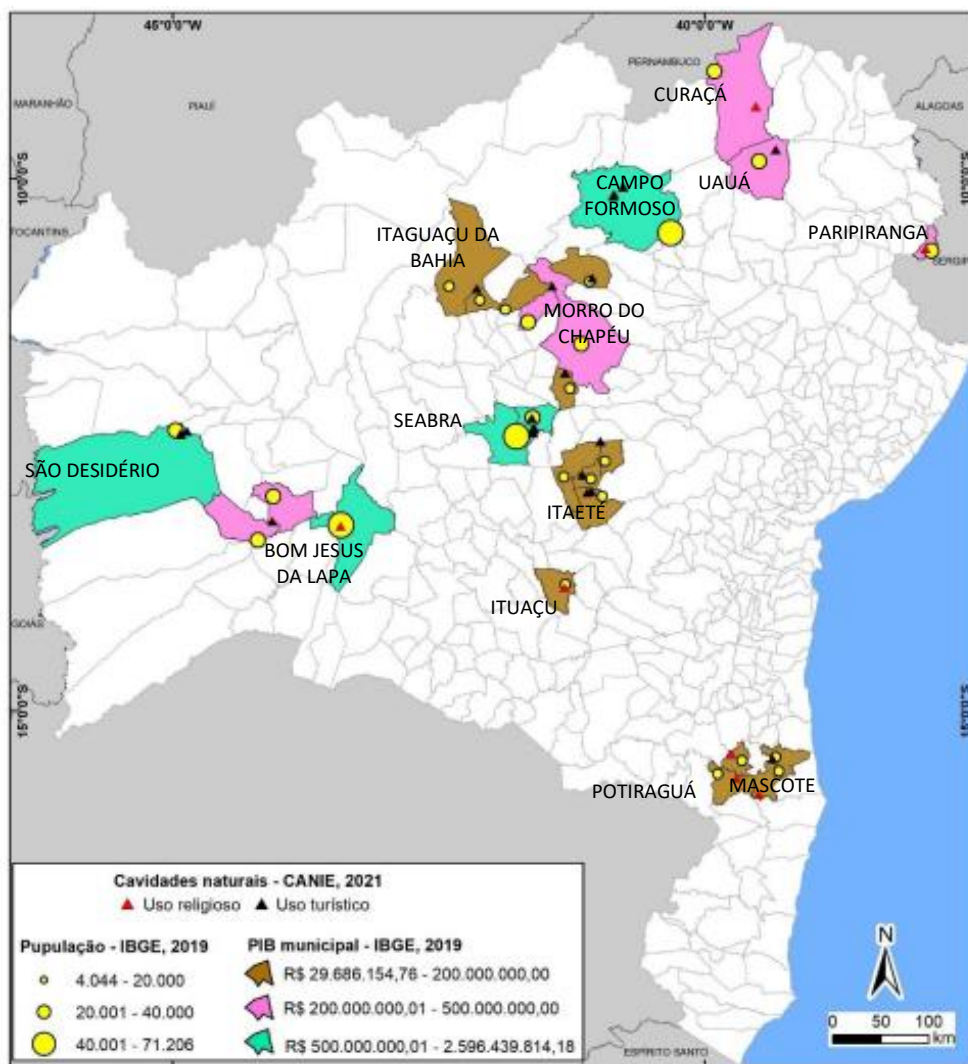 45°0'0"W
40°0'0"W
PERNAMBUCO
CURAÇÁ
MARANHÃO
PIAUÍ
ALAGOAS
10°0'0"S
10°0'0"S
CAMPO
FORMOSO
UAUÁ
PARIPIRANGA
TOCANTINS
ITAGUAÇU DA
BAHIA
SERGIP
MORRO DO
CHAPÉU
SEABRA
SÃO DESIDÉRIO
ITAETÉ
BOM JESUS
DA LAPA
ITUAÇU
GOIÁS
15°0'0"S
15°0'0"S
POTIRAGUÁ
MASCOTE
Cavidades naturais - CANIE, 2021
Uso religioso
Uso turístico
Pupulação - IBGE, 2019
PIB municipal - IBGE, 2019
4.044 - 20.000
R$ 29.686.154,76 - 200.000.000,00
20.001 - 40.000
R$ 200.000.000,01 - 500.000.000,00
40.001 - 71.206
R$ 500.000.000,01 - 2.596.439.814,18
N
0 50 100
km
ESPÍRITO SANTO